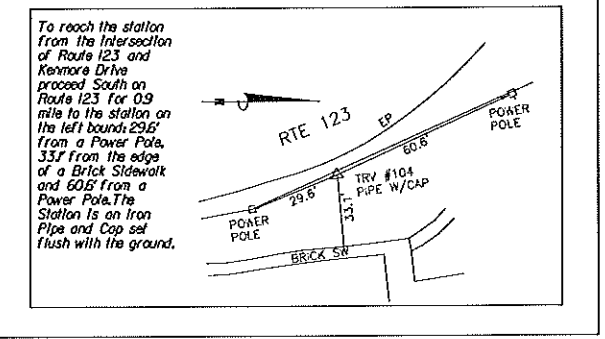 To reach the station
from the Intersection
of Route 123 and
Kenmore Drive
proceed South on
Route 123 for 0.9
mile to the station on
the left bound: 29.6'
from a Power Pole,
33.1' from the edge
of a Brick Sidewalk
and 60.6' from a
Power Pole. The
Station is an Iron
Pipe and Cap set
flush with the ground.
RTE 123
EP
POWER
POLE
60.6'
TRV #104
PIPE W/CAP
29.6'
33.1'
POWER
POLE
BRICK SW